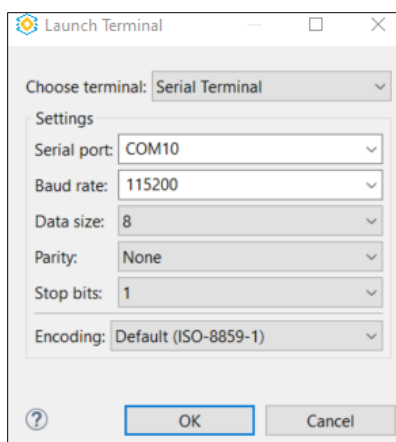 Launch Terminal
Choose terminal: Serial Terminal
Settings
Serial port: COM10
Baud rate: 115200
Data size: 8
Parity: None
Stop bits: 1
Encoding: Default (ISO-8859-1)
? OK Cancel